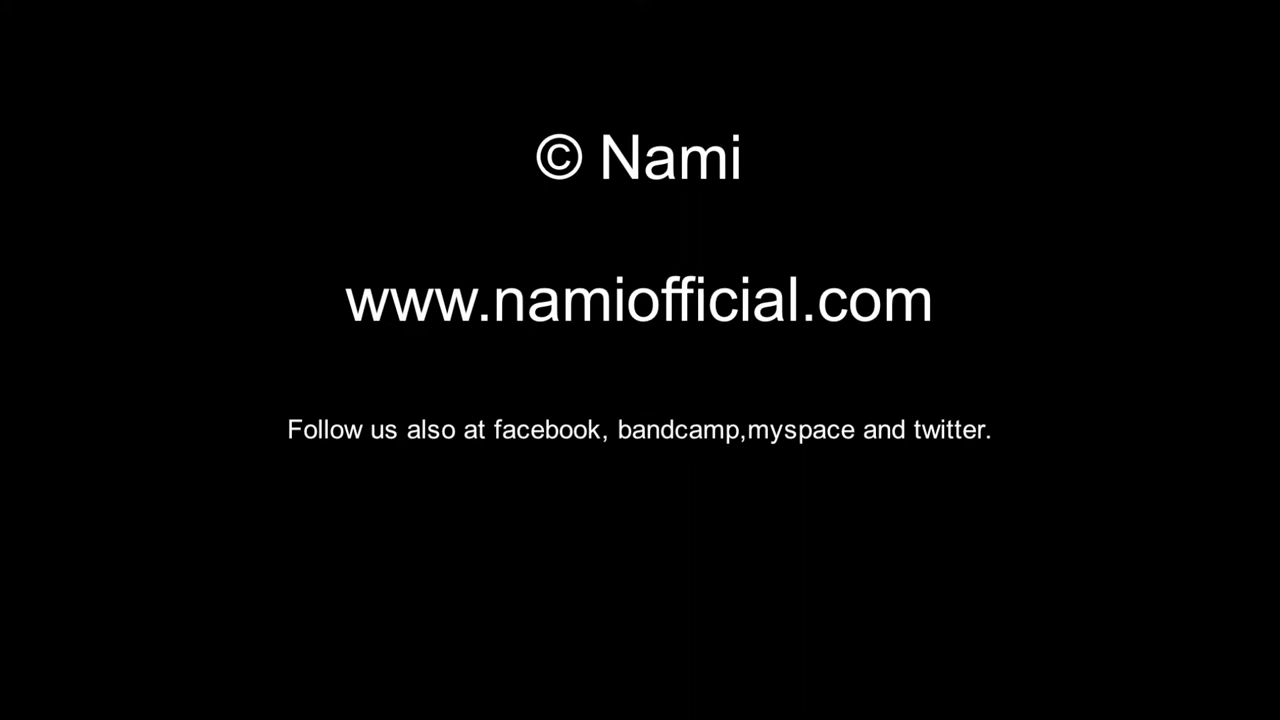 © Nami
www.namiofficial.com
Follow us also at facebook, bandcamp,myspace and twitter.